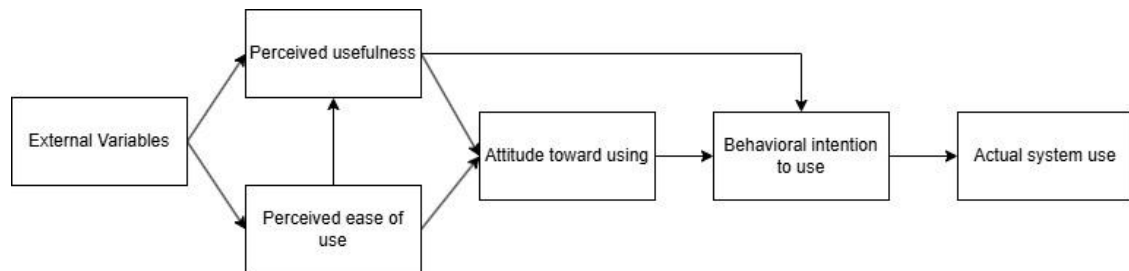 Perceived usefulness
External Variables
Attitude toward using
Behavioral intention
to use
Actual system use
Perceived ease of
use